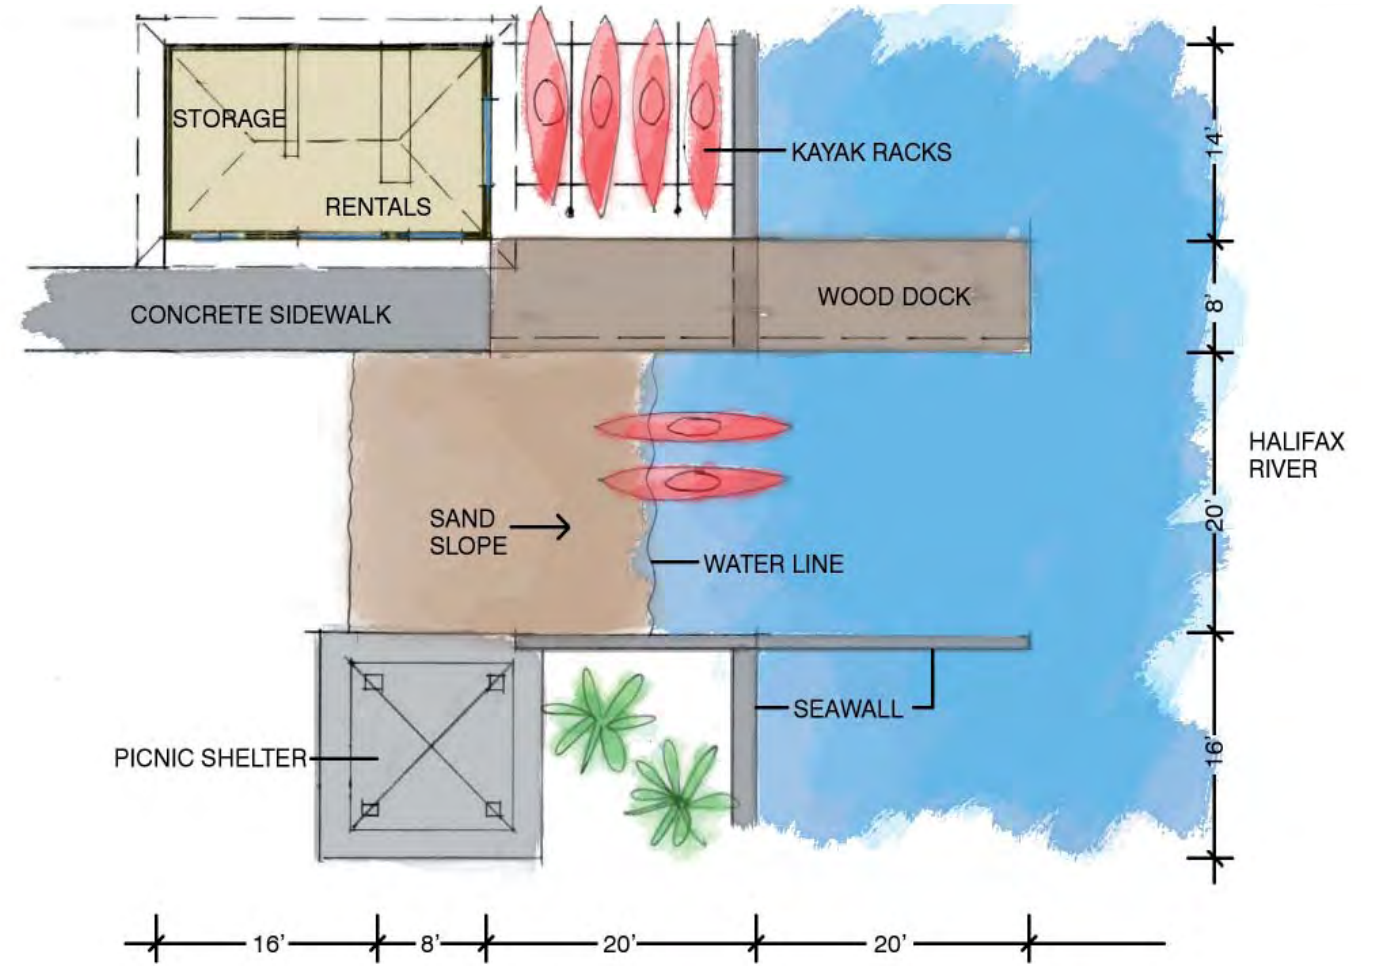 STORAGE
KAYAK RACKS
14'
RENTALS
WOOD DOCK
8'
CONCRETE SIDEWALK
HALIFAX
RIVER
SAND
SLOPE
20'
WATER LINE
SEAWALL
PICNIC SHELTER
16'
16'
8'
20'
20'